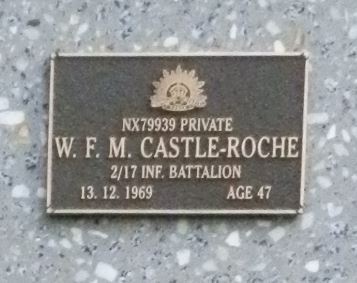 NX79939 PRIVATE
W. F. M. CASTLE-ROCHE
2/17 INF. BATTALION
13. 12. 1969 AGE 47